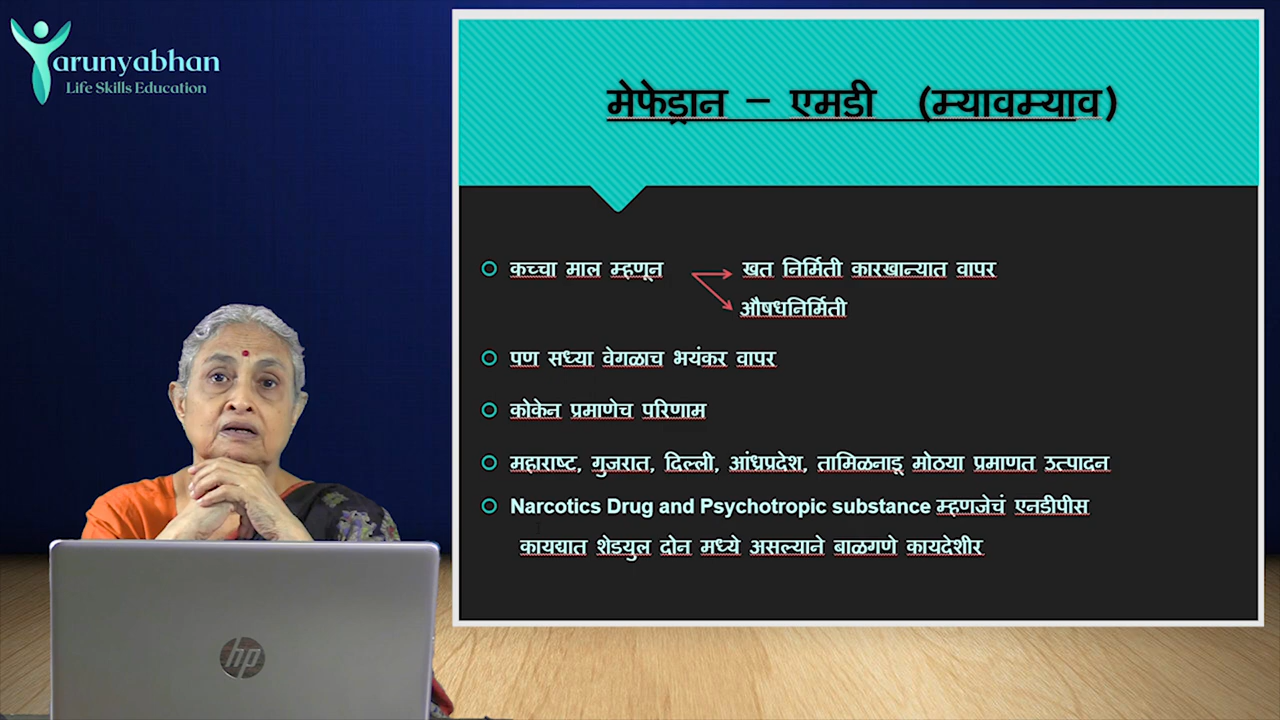 Yarunyabhan
Life Skills Education
मेफेड्रान – एमडी (म्यावम्याव)
कच्चा माल म्हणून
खत निर्मिती कारखान्यात वापर
औषधनिर्मिती
पण सध्या वेगळाच भयंकर वापर
कोकेन प्रमाणेच परिणाम
महाराष्ट, गुजरात, दिल्ली, आंधप्रदेश, तामिळनाडू मोठया प्रमाणत उत्पादन
Narcotics Drug and Psychotropic substance म्हणजेचं एनडीपीस
कायद्यात शेडयुल दोन मध्ये असल्याने बाळगणे कायदेशीर
hp